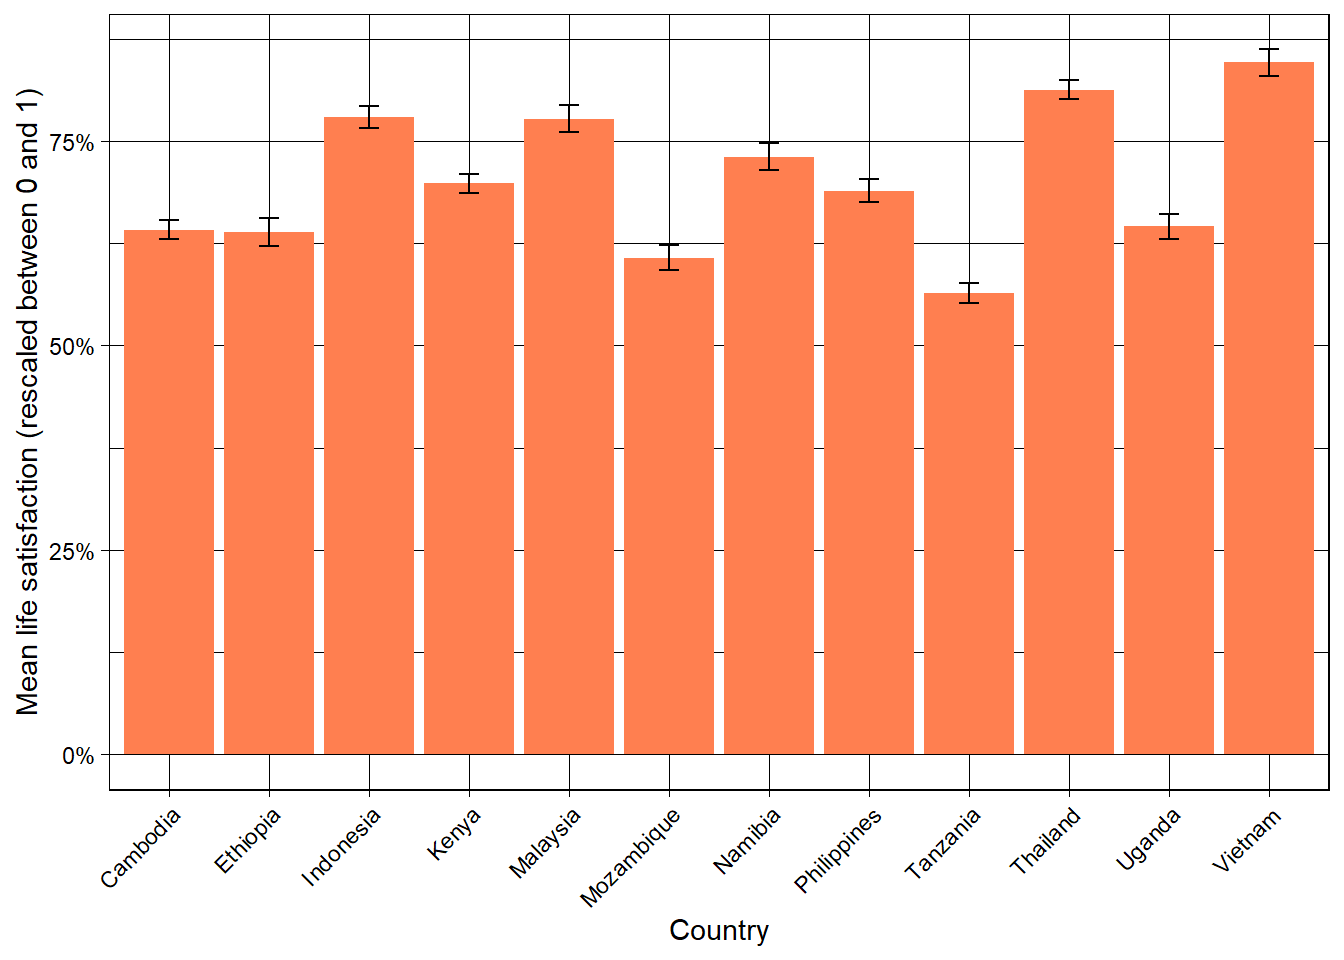 Mean life satisfaction (rescaled between 0 and 1)
75%
50%
25%
0%
Cambodia
Ethiopia
Indonesia
Kenya
Malaysia
Mozambique
Namibia
Philippines
Tanzania
Thailand
Uganda
Vietnam
Country